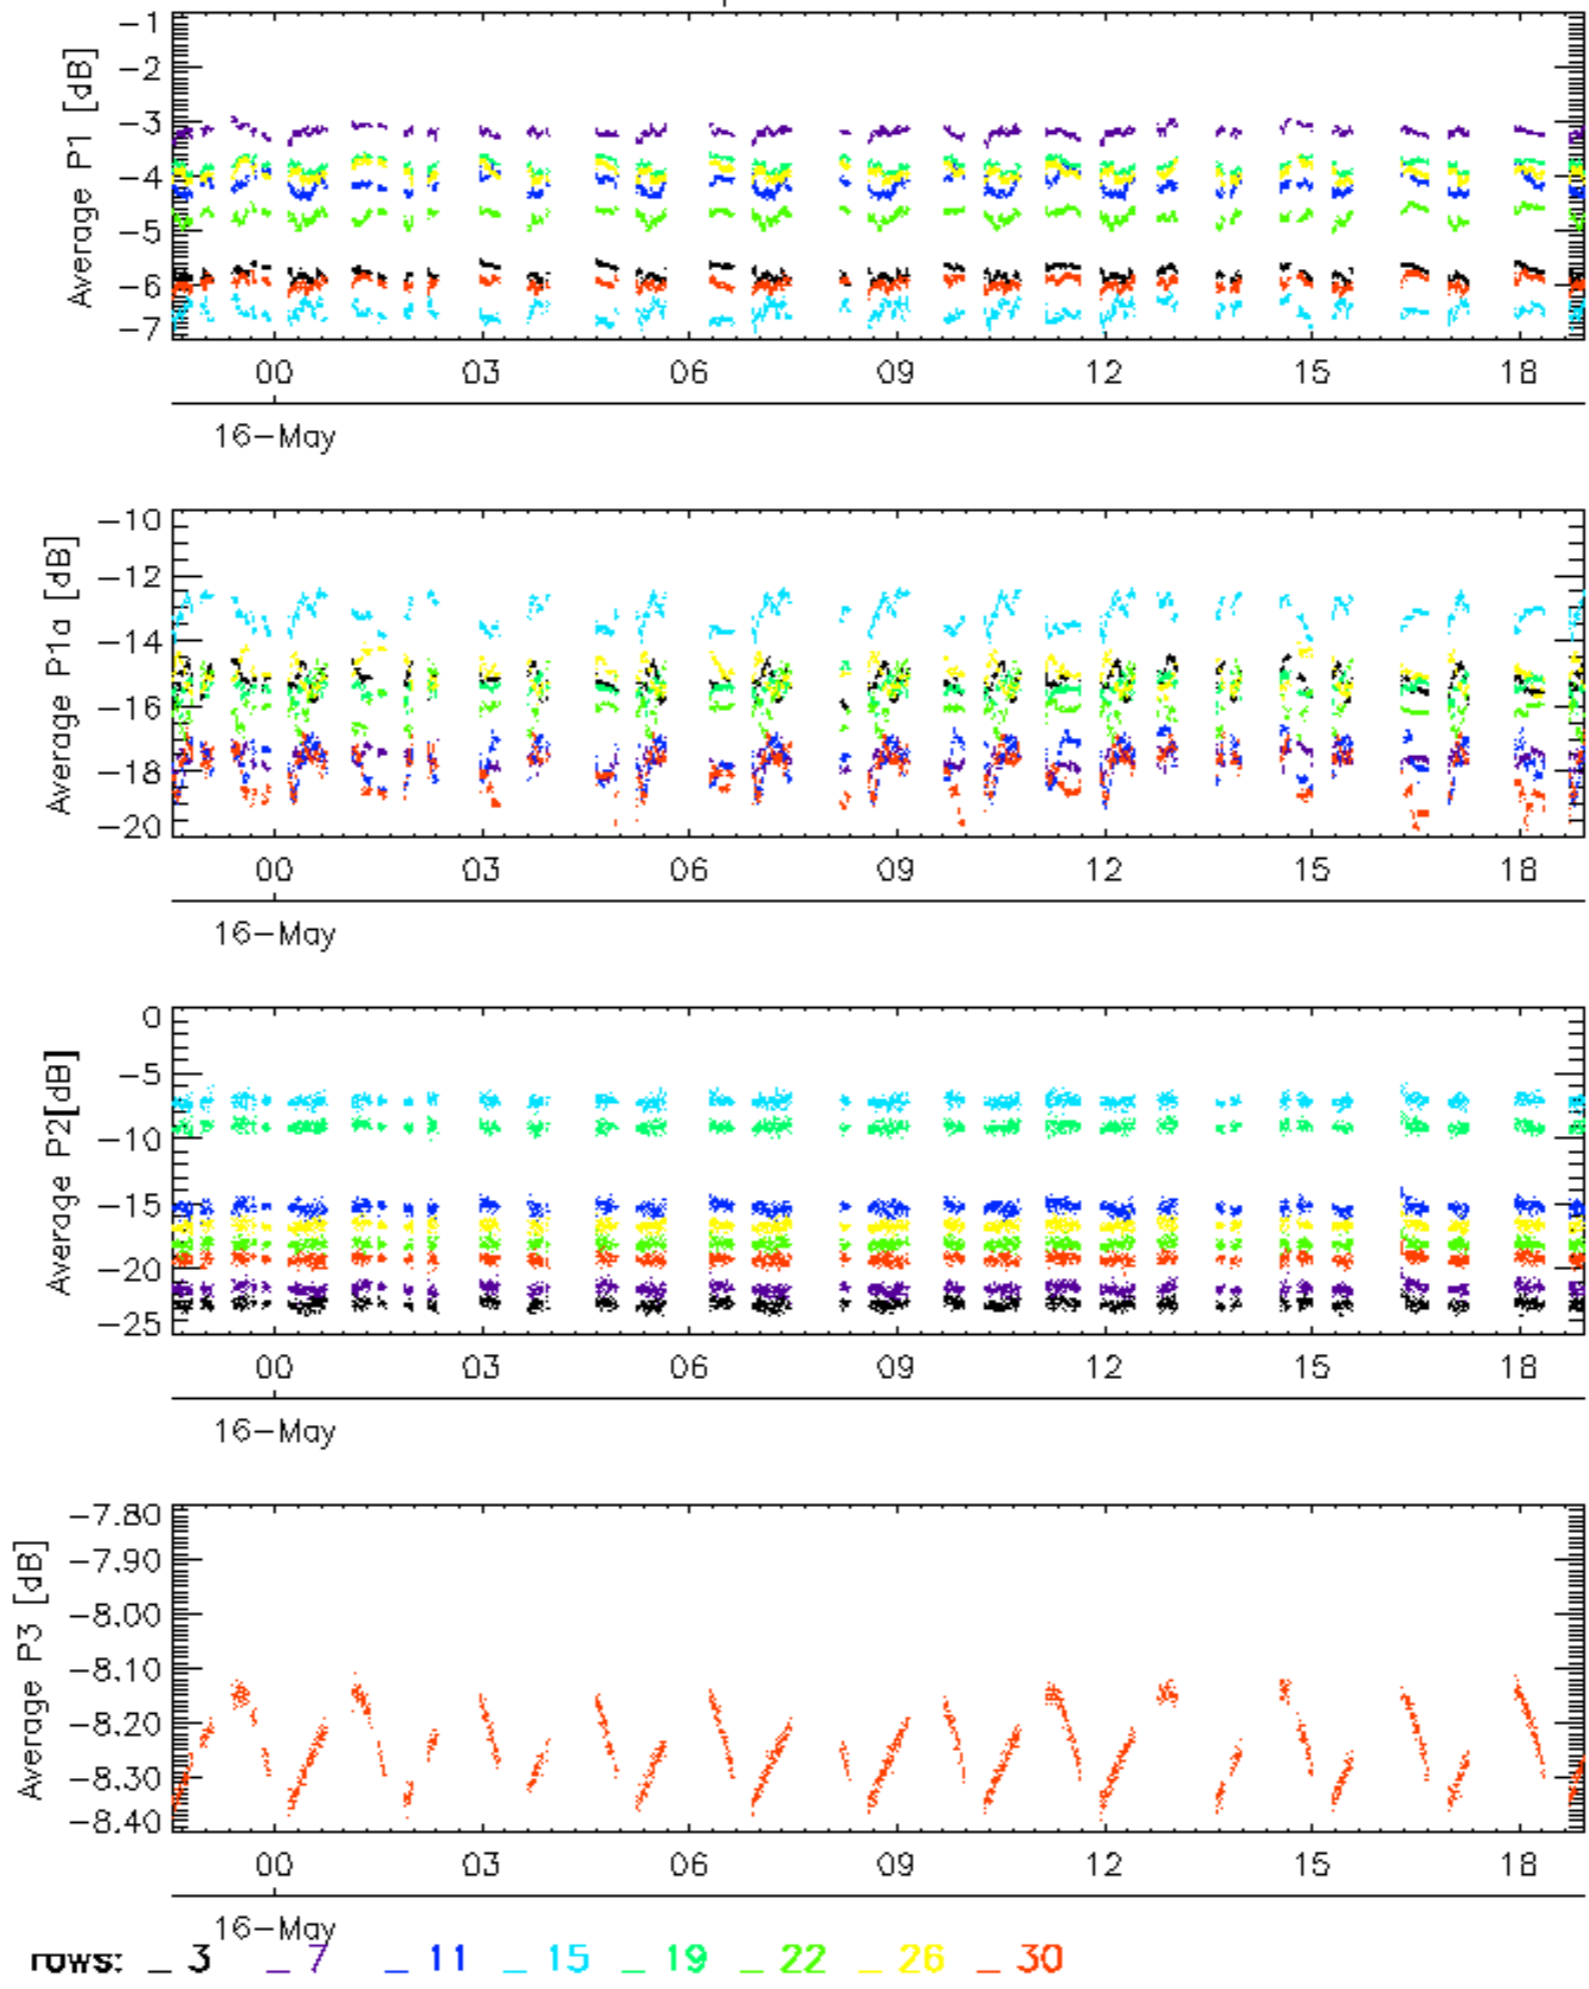 Average P1 [dB]
-1
-2
-3
-4
-5
-6
-7
00 03 06 09 12 15 18
16-May
Average P1a [dB]
-10
-12
-14
-16
-18
-20
00 03 06 09 12 15 18
16-May
Average P2[dB]
0
-5
-10
-15
-20
-25
00 03 06 09 12 15 18
16-May
Average P3 [dB]
-7.80
-7.90
-8.00
-8.10
-8.20
-8.30
-8.40
00 03 06 09 12 15 18
16-May
rows: _ 3 _ 7 _ 11 _ 15 _ 19 _ 22 _ 26 _ 30